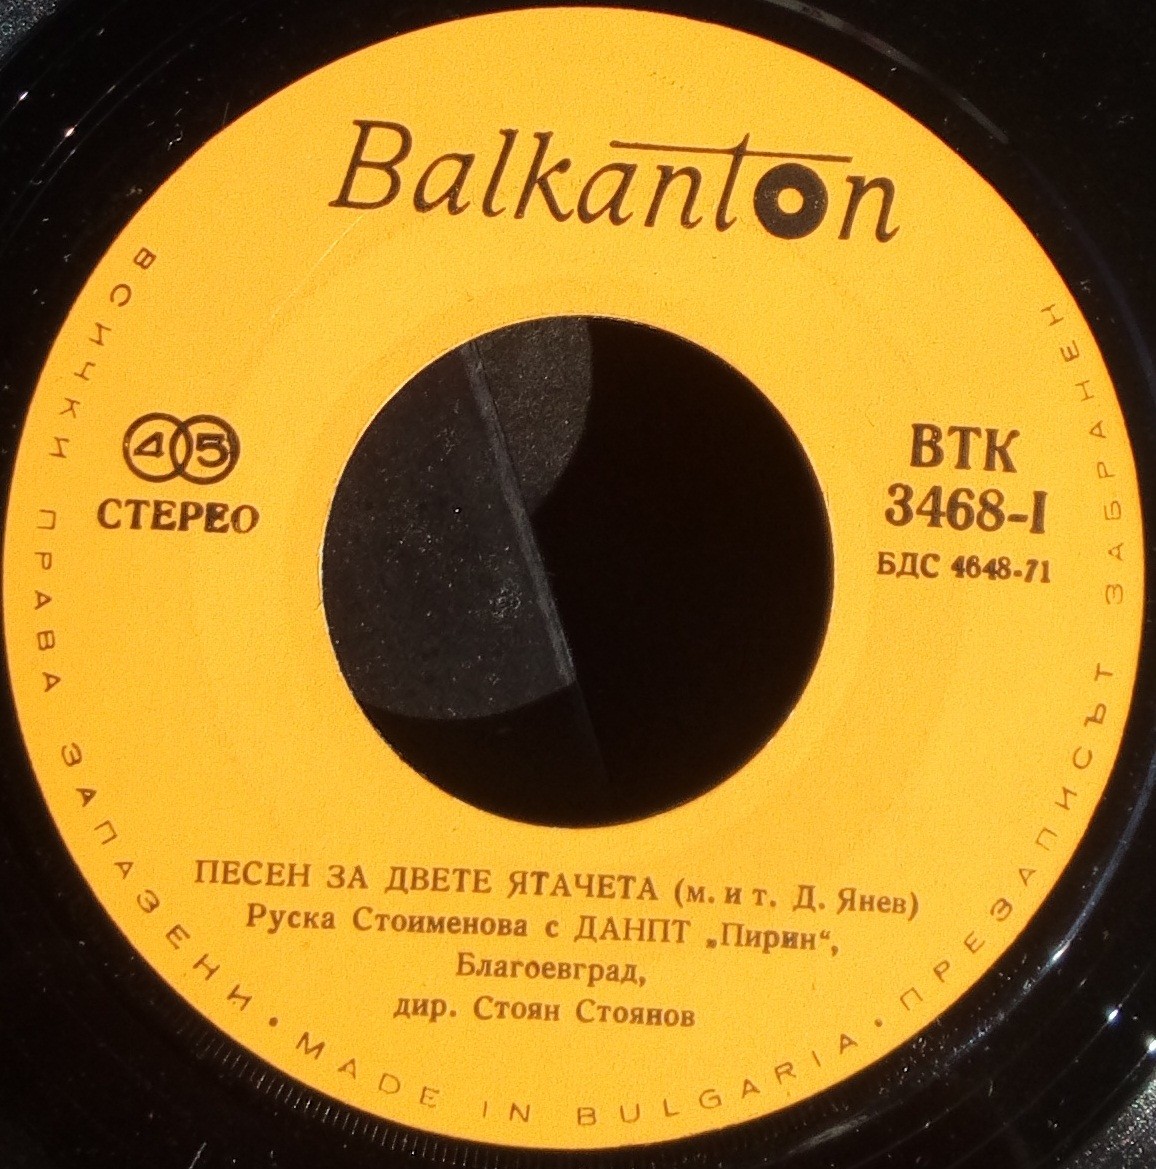 Balkanton
45
СТЕРЕО
ВТК
3468-I
БДС 4648-71
ПЕСЕН ЗА ДВЕТЕ ЯТАЧЕТА (м. и т. Д. Янев)
Руска Стоименова с ДАНПТ „Пирин“,
Благоевград,
дир. Стоян Стоянов
ВСИЧКИ ПРАВА ЗАПАЗЕНИ • MADE IN BULGARIA • ПРЕЗАПИСЪТ ЗАБРАНЕН